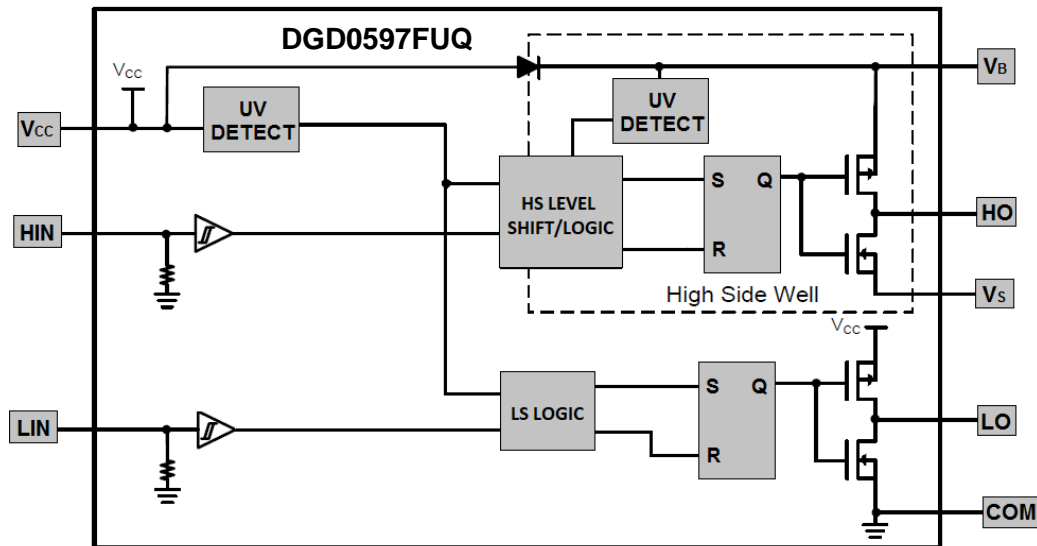 DGD0597FUQ
VCC
VB
VCC
UV
DETECT
UV
DETECT
HS LEVEL
SHIFT/LOGIC
S
Q
R
HIN
HO
High Side Well
VS
VCC
LIN
LS LOGIC
S
Q
R
LO
COM